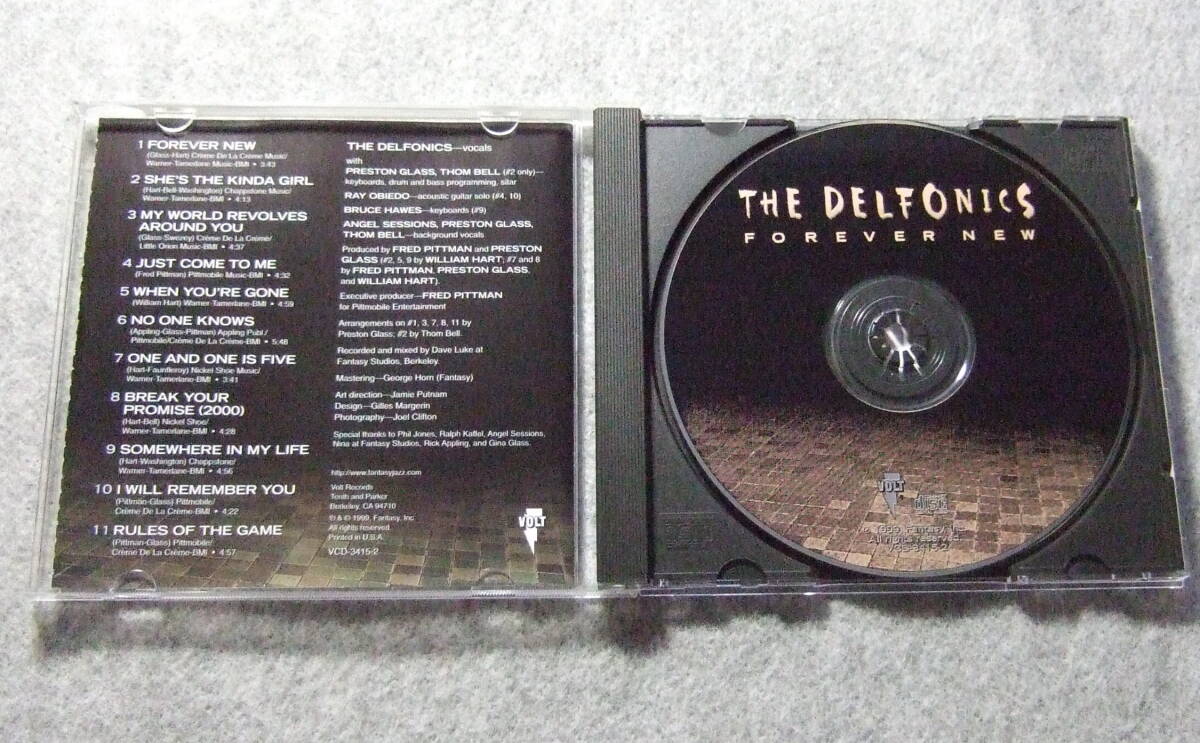 1 FOREVER NEW
(Glass-Hart) Crème De La Crème Music/
Warner-Tamerlane Music-BMI • 3:43
2 SHE'S THE KINDA GIRL
(Hart-Bell-Washington) Chappstone Music/
Warner-Tamerlane BMI • 4:13
3 MY WORLD REVOLVES
AROUND YOU
(Glass-Swezey) Crème De La Crème/
Little Orion Music-BMI • 4:37
4 JUST COME TO ME
(Fred Pittman) Pittmobile Music-BMI • 4:32
5 WHEN YOU'RE GONE
(William Hart) Warner Tamerlane-BMI • 4:59
6 NO ONE KNOWS
(Appling-Glass-Pittman) Appling Publ./
Pittmobile/Crème De La Crème-BMI • 5:48
7 ONE AND ONE IS FIVE
(Hart-Fauntleroy) Nickel Shoe Music/
Warner-Tamerlane-BMI • 3:41
8 BREAK YOUR
PROMISE (2000)
(Hart-Bell) Nickel Shoe/
Warner-Tamerlane-BMI • 4:28
9 SOMEWHERE IN MY LIFE
(Hart-Washington) Chappstone/
Warner-Tamerlane-BMI • 4:56
10 I WILL REMEMBER YOU
(Pittman-Glass) Pittmobile/
Crème De La Crème-BMI • 4:22
11 RULES OF THE GAME
(Pittman-Glass) Pittmobile/
Crème De La Crème-BMI • 4:57
THE DELFONICS—vocals
with
PRESTON GLASS, THOM BELL (#2 only)—
keyboards, drum and bass programming, sitar
RAY OBIEDO—acoustic guitar solo (#4, 10)
BRUCE HAWES—keyboards (#9)
ANGEL SESSIONS, PRESTON GLASS,
THOM BELL—background vocals
Produced by FRED PITTMAN and PRESTON
GLASS (#2, 5, 9 by WILLIAM HART; #7 and 8
by FRED PITTMAN, PRESTON GLASS,
and WILLIAM HART).
Executive producer—FRED PITTMAN
for Pittmobile Entertainment
Arrangements on #1, 3, 7, 8, 11 by
Preston Glass; #2 by Thom Bell.
Recorded and mixed by Dave Luke at
Fantasy Studios, Berkeley.
Mastering—George Horn (Fantasy)
Art direction—Jamie Putnam
Design—Gilles Margerin
Photography—Joel Clifton
Special thanks to Phil Jones, Ralph Kaffel, Angel Sessions,
Nina at Fantasy Studios, Rick Appling, and Gina Glass.
http://www.fantasyjazz.com
Volt Records
Tenth and Parker
Berkeley, CA 94710
℗ & © 1999, Fantasy, Inc.
All rights reserved.
Printed in U.S.A.
VCD-3415-2
VOLT
THE DELFONICS
FOREVER NEW
VOLT
℗ 1999, Fantasy, Inc.
All rights reserved.
VCD-3415-2